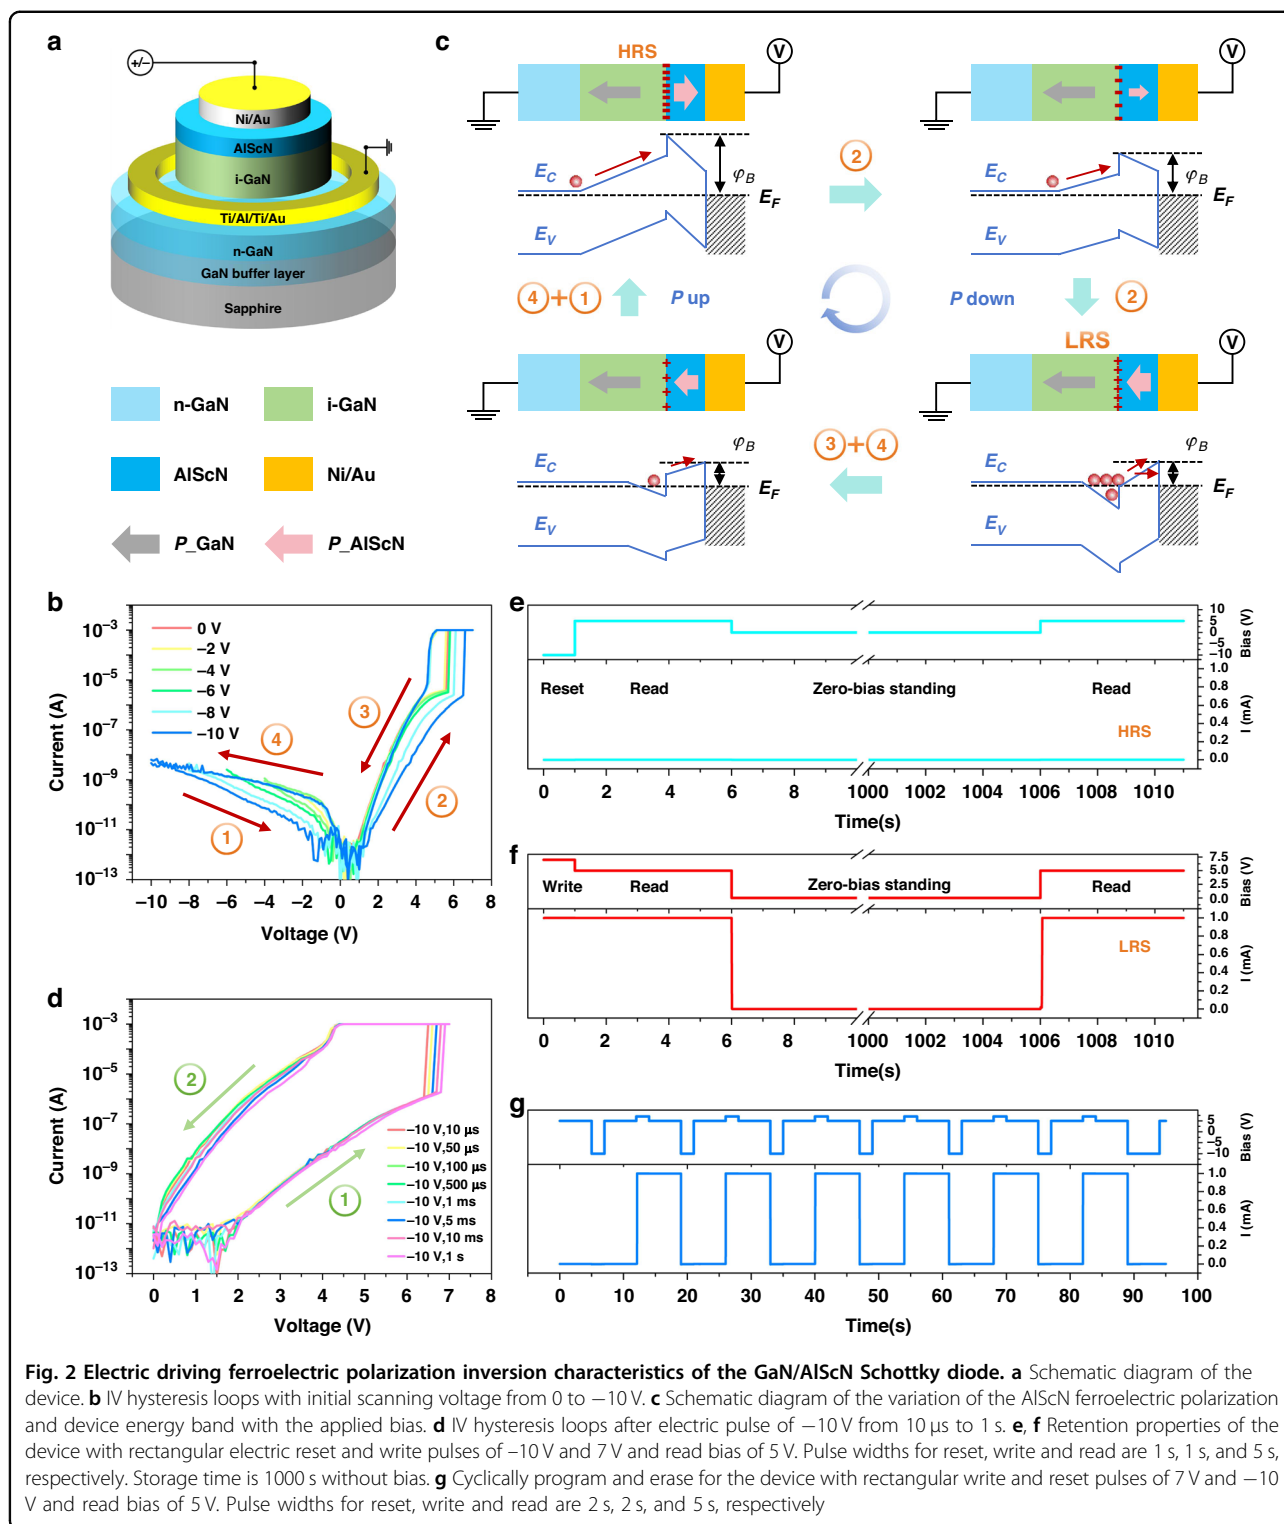 a
+/−
Ni/Au
AlScN
i-GaN
Ti/Al/Ti/Au
n-GaN
GaN buffer layer
Sapphire
n-GaN
i-GaN
AlScN
Ni/Au
P_GaN
P_AlScN
c
HRS
V
V
E_C
φ_B
E_F
E_V
2
E_C
φ_B
E_F
E_V
4+1
P up
P down
2
LRS
V
V
E_C
φ_B
E_F
E_V
3+4
E_C
φ_B
E_F
E_V
b
Current (A)
10−3
10−5
10−7
10−9
10−11
10−13
0 V
−2 V
−4 V
−6 V
−8 V
−10 V
1
2
3
4
−10 −8 −6 −4 −2 0 2 4 6 8
Voltage (V)
d
Current (A)
10−3
10−5
10−7
10−9
10−11
10−13
2
1
−10 V,10 μs
−10 V,50 μs
−10 V,100 μs
−10 V,500 μs
−10 V,1 ms
−10 V,5 ms
−10 V,10 ms
−10 V,1 s
0 1 2 3 4 5 6 7 8
Voltage (V)
e
10
5
0
−5
−10
Bias (V)
Reset Read Zero-bias standing Read
HRS
1.0
0.8
0.6
0.4
0.2
0.0
I (mA)
0 2 4 6 8 1000 1002 1004 1006 1008 1010
Time(s)
f
7.5
5.0
2.5
0.0
Bias (V)
Write Read Zero-bias standing Read
LRS
1.0
0.8
0.6
0.4
0.2
0.0
I (mA)
0 2 4 6 8 1000 1002 1004 1006 1008 1010
Time(s)
g
5
0
−5
−10
Bias (V)
1.0
0.8
0.6
0.4
0.2
0.0
I (mA)
0 10 20 30 40 50 60 70 80 90 100
Time(s)
Fig. 2 Electric driving ferroelectric polarization inversion characteristics of the GaN/AlScN Schottky diode. a Schematic diagram of the
device. b IV hysteresis loops with initial scanning voltage from 0 to −10 V. c Schematic diagram of the variation of the AlScN ferroelectric polarization
and device energy band with the applied bias. d IV hysteresis loops after electric pulse of −10 V from 10 μs to 1 s. e, f Retention properties of the
device with rectangular electric reset and write pulses of –10 V and 7 V and read bias of 5 V. Pulse widths for reset, write and read are 1 s, 1 s, and 5 s,
respectively. Storage time is 1000 s without bias. g Cyclically program and erase for the device with rectangular write and reset pulses of 7 V and −10
V and read bias of 5 V. Pulse widths for reset, write and read are 2 s, 2 s, and 5 s, respectively